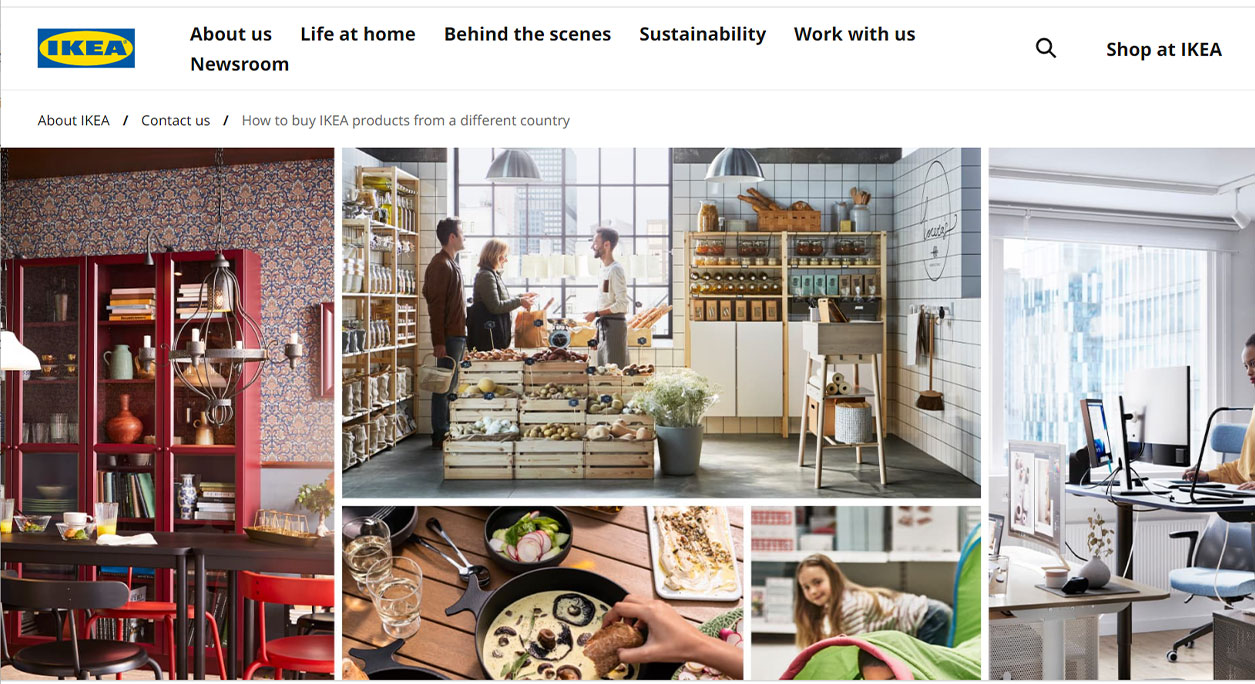 IKEA
About us Life at home Behind the scenes Sustainability Work with us
Newsroom
Shop at IKEA
About IKEA / Contact us / How to buy IKEA products from a different country